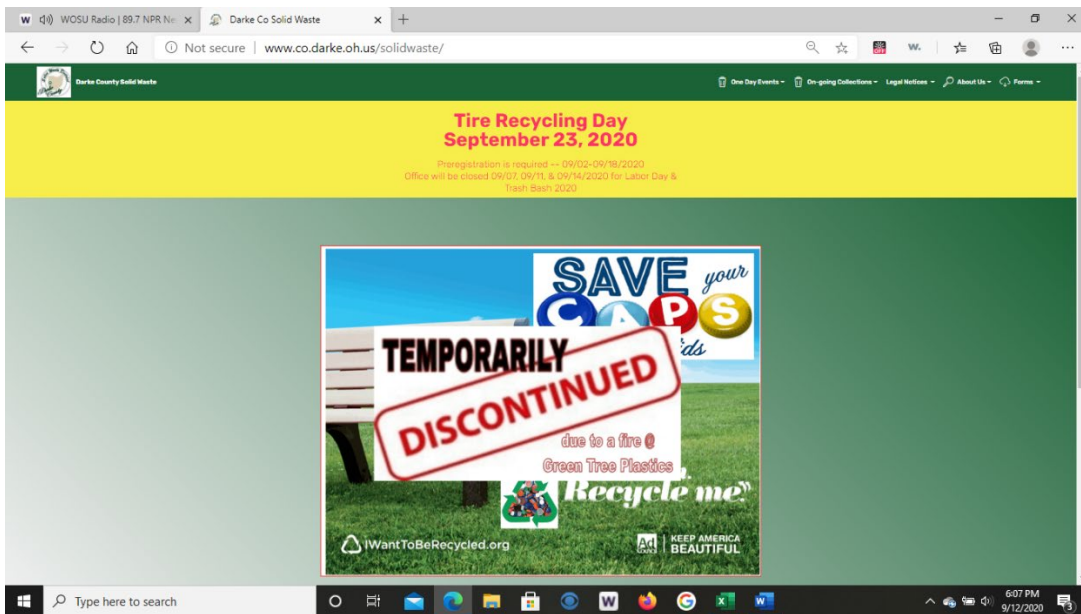 WOSU Radio | 89.7 NPR Ne
Darke Co Solid Waste
Not secure | www.co.darke.oh.us/solidwaste/
OFF
w.
Darke County Solid Waste
One Day Events
On-going Collections
Legal Notices
About Us
Forms
Tire Recycling Day
September 23, 2020
Preregistration is required -- 09/02-09/18/2020
Office will be closed 09/07, 09/11, & 09/14/2020 for Labor Day &
Trash Bash 2020
SAVE your
CAPS
ids
TEMPORARILY
DISCONTINUED
due to a fire @
Green Tree Plastics
Recycle me."
IWantToBeRecycled.org
Ad Council
KEEP AMERICA
BEAUTIFUL
Type here to search
6:07 PM
9/12/2020